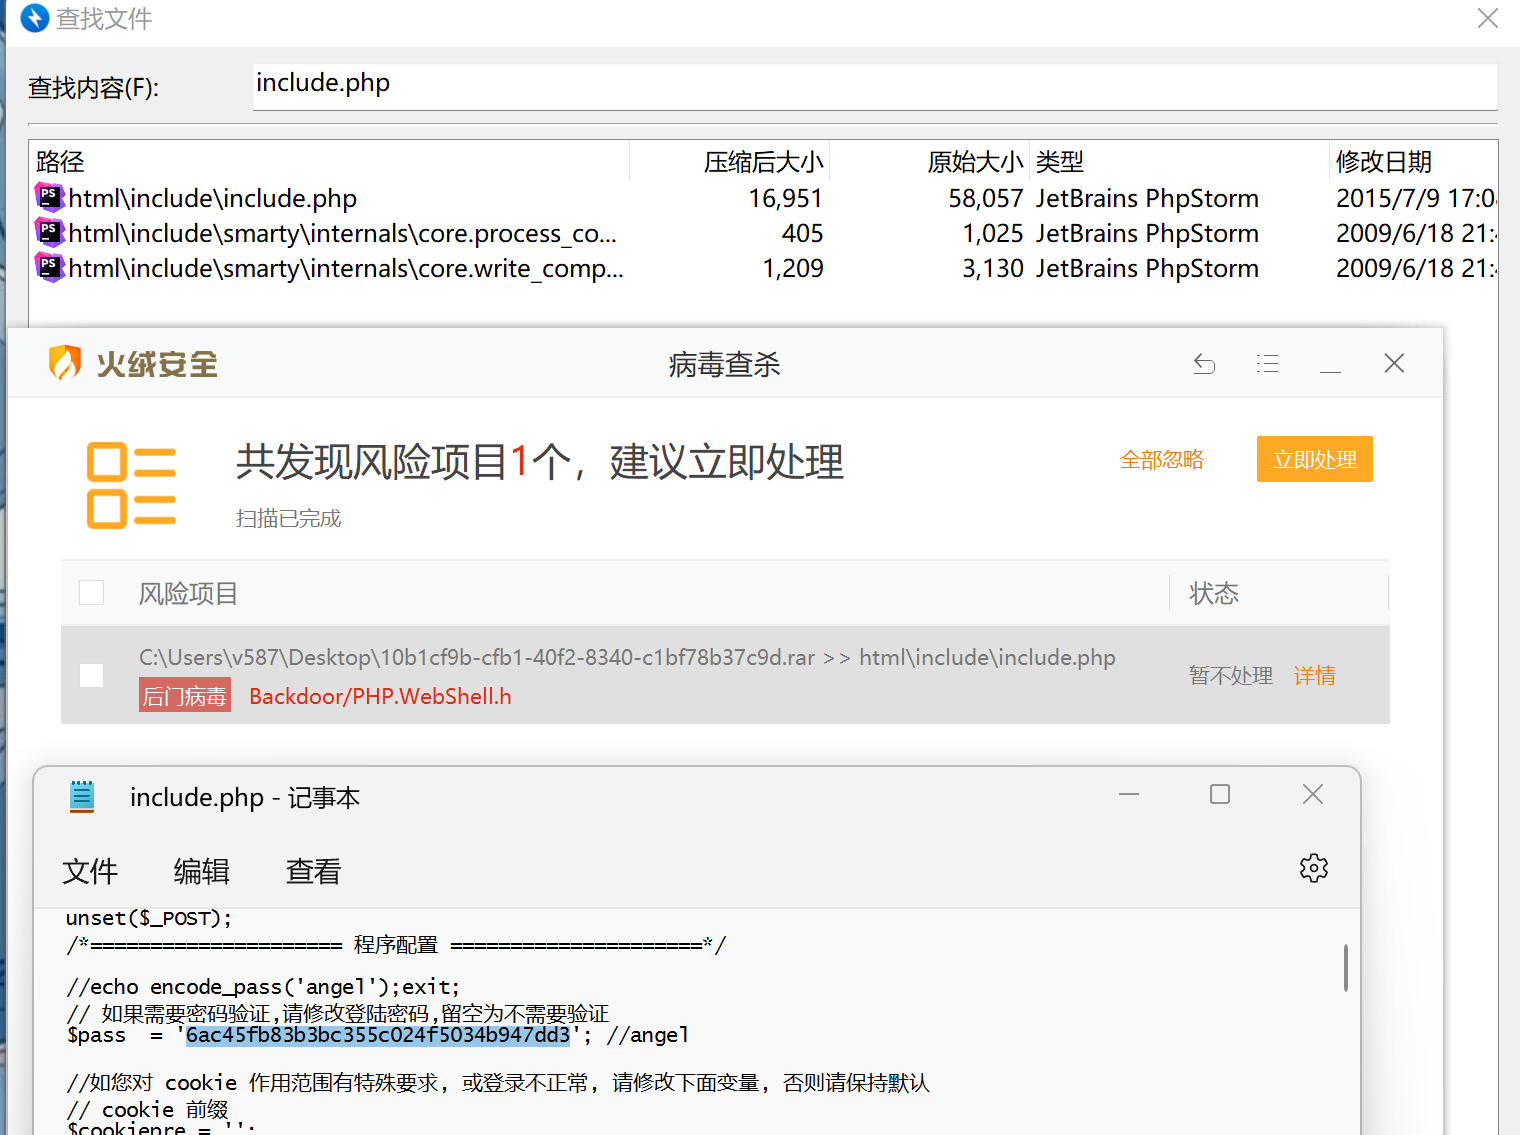 查找文件
查找内容(F):
include.php
路径 压缩后大小 原始大小 类型 修改日期
html\include\include.php 16,951 58,057 JetBrains PhpStorm 2015/7/9 17:0
html\include\smarty\internals\core.process_co... 405 1,025 JetBrains PhpStorm 2009/6/18 21:
html\include\smarty\internals\core.write_comp... 1,209 3,130 JetBrains PhpStorm 2009/6/18 21:
火绒安全
病毒查杀
共发现风险项目1个，建议立即处理
全部忽略
立即处理
扫描已完成
风险项目 状态
C:\Users\v587\Desktop\10b1cf9b-cfb1-40f2-8340-c1bf78b37c9d.rar >> html\include\include.php
暂不处理 详情
后门病毒 Backdoor/PHP.WebShell.h
include.php - 记事本
文件 编辑 查看
unset($_POST);
/*===================== 程序配置 =====================*/
//echo encode_pass('angel');exit;
// 如果需要密码验证,请修改登陆密码,留空为不需要验证
$pass  = '6ac45fb83b3bc355c024f5034b947dd3'; //angel
//如您对 cookie 作用范围有特殊要求, 或登录不正常, 请修改下面变量, 否则请保持默认
// cookie 前缀
$cookiepre = '';